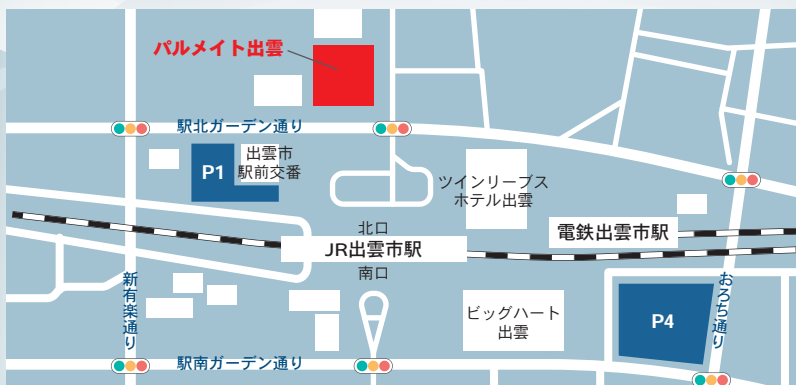 パルメイト出雲
駅北ガーデン通り
P1
出雲市
駅前交番
ツインリーブス
ホテル出雲
北口
JR出雲市駅
南口
電鉄出雲市駅
新有楽通り
ビッグハート
出雲
P4
おろち通り
駅南ガーデン通り